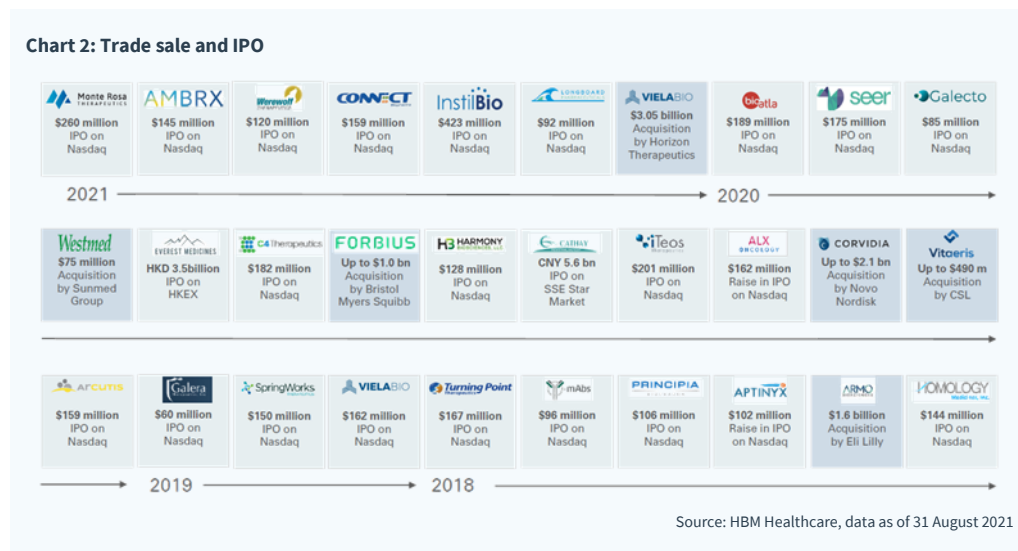 Chart 2: Trade sale and IPO
Monte Rosa
THERAPEUTICS
$260 million
IPO on
Nasdaq
AMBRX
$145 million
IPO on
Nasdaq
Werewolf
$120 million
IPO on
Nasdaq
CONNECT
$159 million
IPO on
Nasdaq
InstilBio
$423 million
IPO on
Nasdaq
LONGBOARD
$92 million
IPO on
Nasdaq
VIELABIO
$3.05 billion
Acquisition
by Horizon
Therapeutics
bioatla
$189 million
IPO on
Nasdaq
seer
$175 million
IPO on
Nasdaq
Galecto
$85 million
IPO on
Nasdaq
2021
2020
Westmed
$75 million
Acquisition
by Sunmed
Group
EVEREST MEDICINES
HKD 3.5billion
IPO on
HKEX
C4 Therapeutics
$182 million
IPO on
Nasdaq
FORBIUS
Up to $1.0 bn
Acquisition
by Bristol
Myers Squibb
HB HARMONY
BIOSCIENCES, LLC
$128 million
IPO on
Nasdaq
CATHAY
CNY 5.6 bn
IPO on
SSE Star
Market
iTeos
$201 million
IPO on
Nasdaq
ALX
ONCOLOGY
$162 million
Raise in IPO
on Nasdaq
CORVIDIA
Up to $2.1 bn
Acquisition
by Novo
Nordisk
Vitaeris
Up to $490 m
Acquisition
by CSL
arcutis
$159 million
IPO on
Nasdaq
Galera
$60 million
IPO on
Nasdaq
SpringWorks
$150 million
IPO on
Nasdaq
VIELABIO
$162 million
IPO on
Nasdaq
Turning Point
Therapeutics
$167 million
IPO on
Nasdaq
mAbs
$96 million
IPO on
Nasdaq
PRINCIPIA
$106 million
IPO on
Nasdaq
APTINYX
$102 million
Raise in IPO
on Nasdaq
ARMO
$1.6 billion
Acquisition
by Eli Lilly
HOMOLOGY
$144 million
IPO on
Nasdaq
2019
2018
Source: HBM Healthcare, data as of 31 August 2021